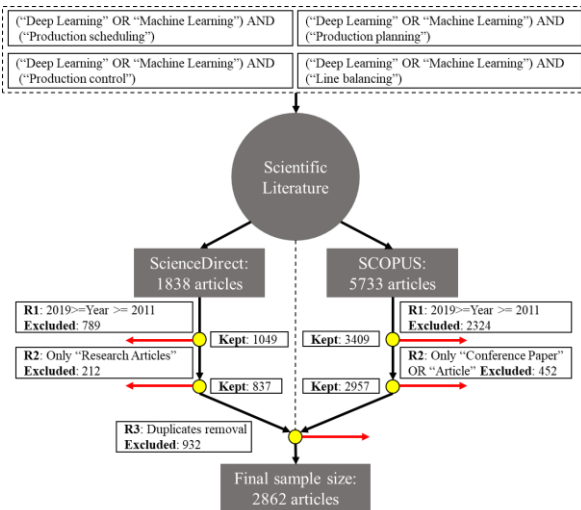 (“Deep Learning” OR “Machine Learning”) AND
(“Production scheduling”)
(“Deep Learning” OR “Machine Learning”) AND
(“Production planning”)
(“Deep Learning” OR “Machine Learning”) AND
(“Production control”)
(“Deep Learning” OR “Machine Learning”) AND
(“Line balancing”)
Scientific
Literature
ScienceDirect:
1838 articles
SCOPUS:
5733 articles
R1: 2019>=Year >= 2011
Excluded: 789
Kept: 1049
Kept: 3409
R1: 2019>=Year >= 2011
Excluded: 2324
R2: Only “Research Articles”
Excluded: 212
Kept: 837
Kept: 2957
R2: Only “Conference Paper”
OR “Article” Excluded: 452
R3: Duplicates removal
Excluded: 932
Final sample size:
2862 articles